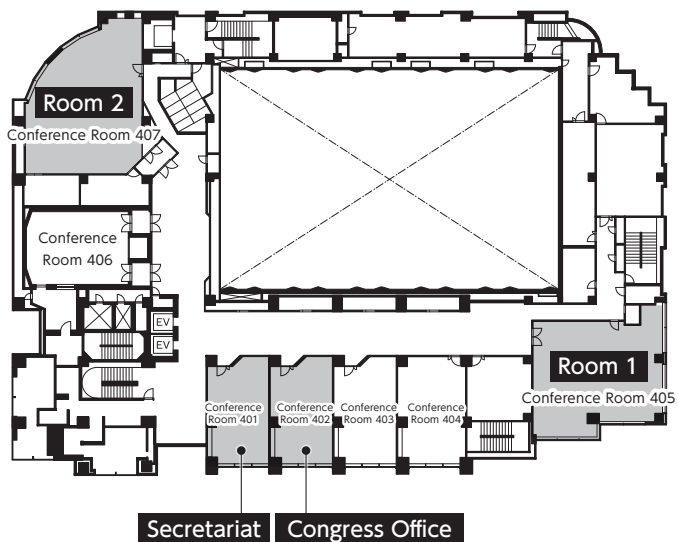 Room 2
Conference Room 407
Conference
Room 406
EV
EV
Room 1
Conference Room 405
Conference
Room 401
Conference
Room 402
Conference
Room 403
Conference
Room 404
Secretariat
Congress Office